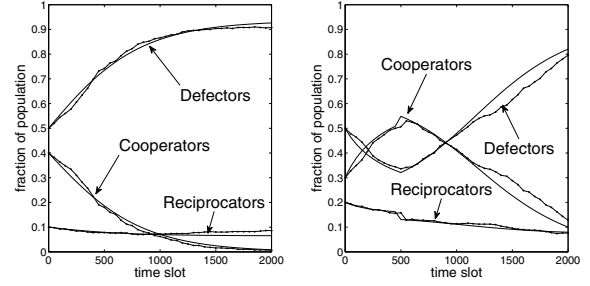 1
0.9
0.8
0.7
0.6
0.5
0.4
0.3
0.2
0.1
0
fraction of population
Defectors
Cooperators
Reciprocators
0 500 1000 1500 2000
time slot
1
0.9
0.8
0.7
0.6
0.5
0.4
0.3
0.2
0.1
0
fraction of population
Cooperators
Defectors
Reciprocators
0 500 1000 1500 2000
time slot